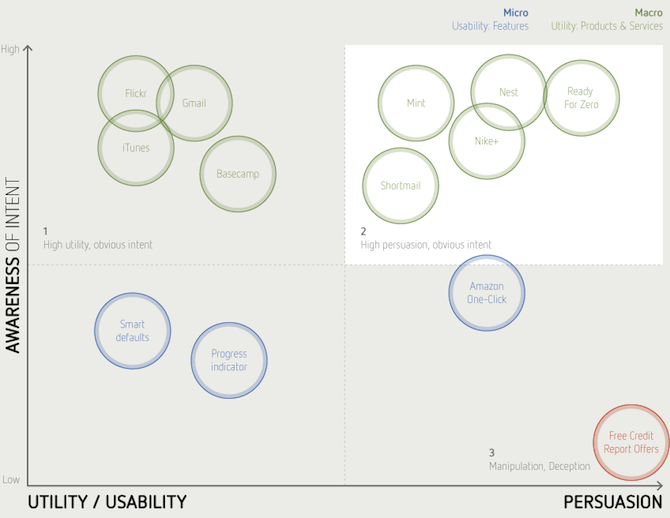 Micro
Usability: Features
Macro
Utility: Products & Services
High
Flickr
Gmail
iTunes
Basecamp
Mint
Nest
Ready
For Zero
Nike+
Shortmail
1
High utility, obvious intent
2
High persuasion, obvious intent
AWARENESS OF INTENT
Smart
defaults
Progress
indicator
Amazon
One-Click
Free Credit
Report Offers
3
Manipulation, Deception
Low
UTILITY / USABILITY
PERSUASION